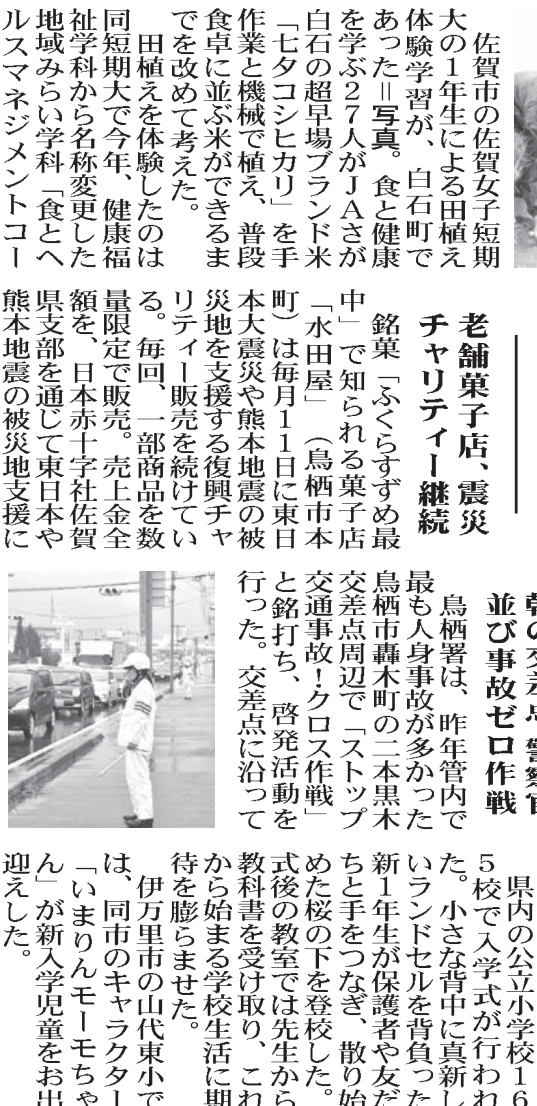 佐賀市の佐賀女子短期
大の1年生による田植え
体験学習が、白石町で
あった＝写真。食と健康
を学ぶ27人がJAさが
白石の超早場ブランド米
「七夕コシヒカリ」を手
作業と機械で植え、普段
食卓に並ぶ米ができるま
でを改めて考えた。
田植えを体験したのは
同短期大で今年、健康福
祉学科から名称変更した
地域みらい学科「食とヘ
ルスマネジメントコー
老舗菓子店、震災
チャリティー継続
銘菓「ふくらすずめ最
中」で知られる菓子店
「水田屋」（鳥栖市本
町）は毎月11日に東日
本大震災や熊本地震の被
災地を支援する復興チャ
リティー販売を続けてい
る。毎回、一部商品を数
量限定で販売。売上金全
額を、日本赤十字社佐賀
県支部を通じて東日本や
熊本地震の被災地支援に
並び事故ゼロ作戦
鳥栖署は、昨年管内で
最も人身事故が多かった
鳥栖市轟木町の二本黒木
交差点周辺で「ストップ
交通事故！クロス作戦」
と銘打ち、啓発活動を
行った。交差点に沿って
県内の公立小学校16
5校で入学式が行われ
た。小さな背中に真新し
いランドセルを背負った
新1年生が保護者や友だ
ちと手をつなぎ、散り始
めた桜の下を登校した。
式後の教室では先生から
教科書を受け取り、これ
から始まる学校生活に期
待を膨らませた。
伊万里市の山代東小で
は、同市のキャラクター
「いまりんモーモちゃ
ん」が新入学児童をお出
迎えした。